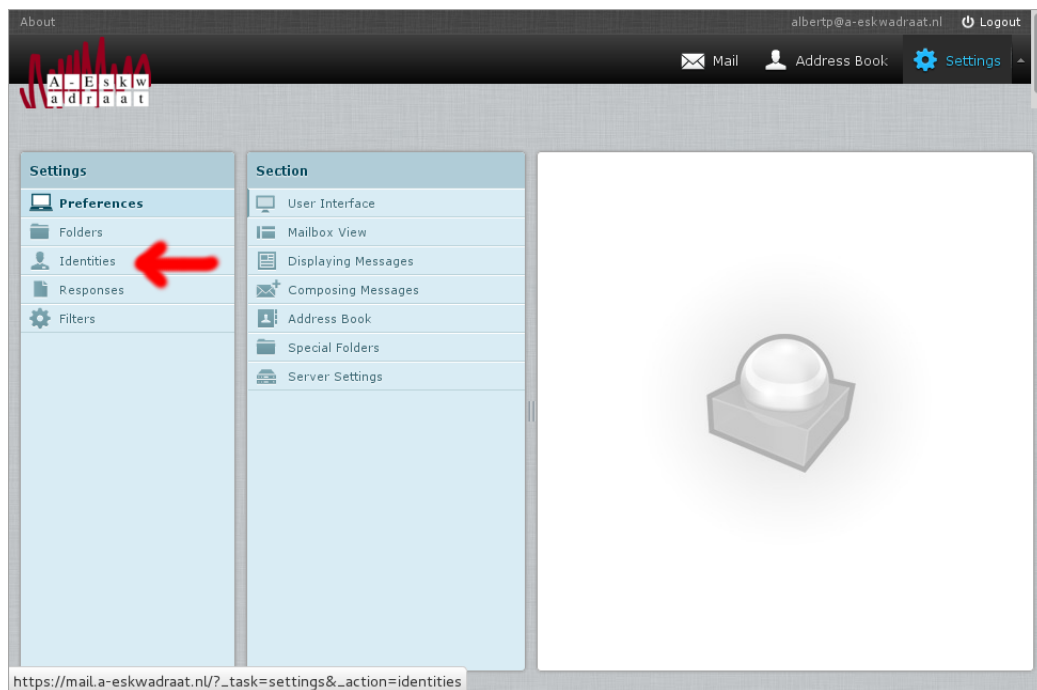 About albertp@a-eskwadraat.nl Logout
Mail Address Book Settings
A - E s k w
a d r a a t
Settings
Preferences
Folders
Identities
Responses
Filters
Section
User Interface
Mailbox View
Displaying Messages
Composing Messages
Address Book
Special Folders
Server Settings
https://mail.a-eskwadraat.nl/?_task=settings&_action=identities